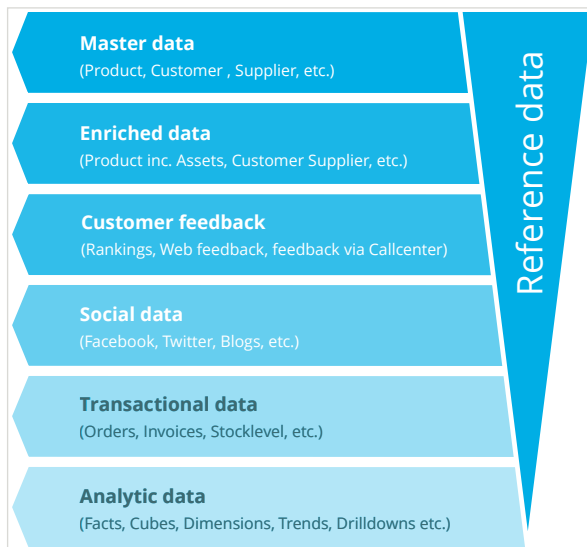 Master data
(Product, Customer , Supplier, etc.)
Enriched data
(Product inc. Assets, Customer Supplier, etc.)
Customer feedback
(Rankings, Web feedback, feedback via Callcenter)
Social data
(Facebook, Twitter, Blogs, etc.)
Transactional data
(Orders, Invoices, Stocklevel, etc.)
Analytic data
(Facts, Cubes, Dimensions, Trends, Drilldowns etc.)
Reference data